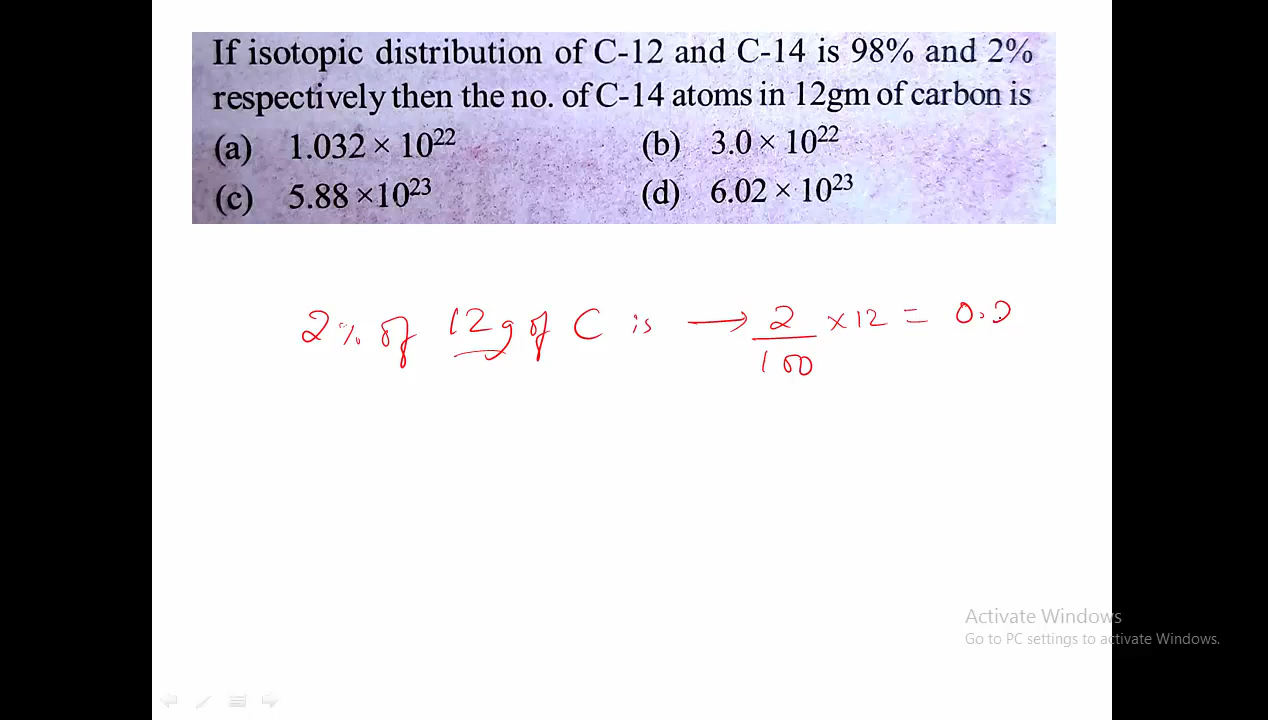 If isotopic distribution of C-12 and C-14 is 98% and 2%
respectively then the no. of C-14 atoms in 12gm of carbon is
(a) 1.032 × 10²² (b) 3.0 × 10²²
(c) 5.88 ×10²³ (d) 6.02 × 10²³
2% of 12g of C is → 2/100 × 12 = 0.2
Activate Windows
Go to PC settings to activate Windows.